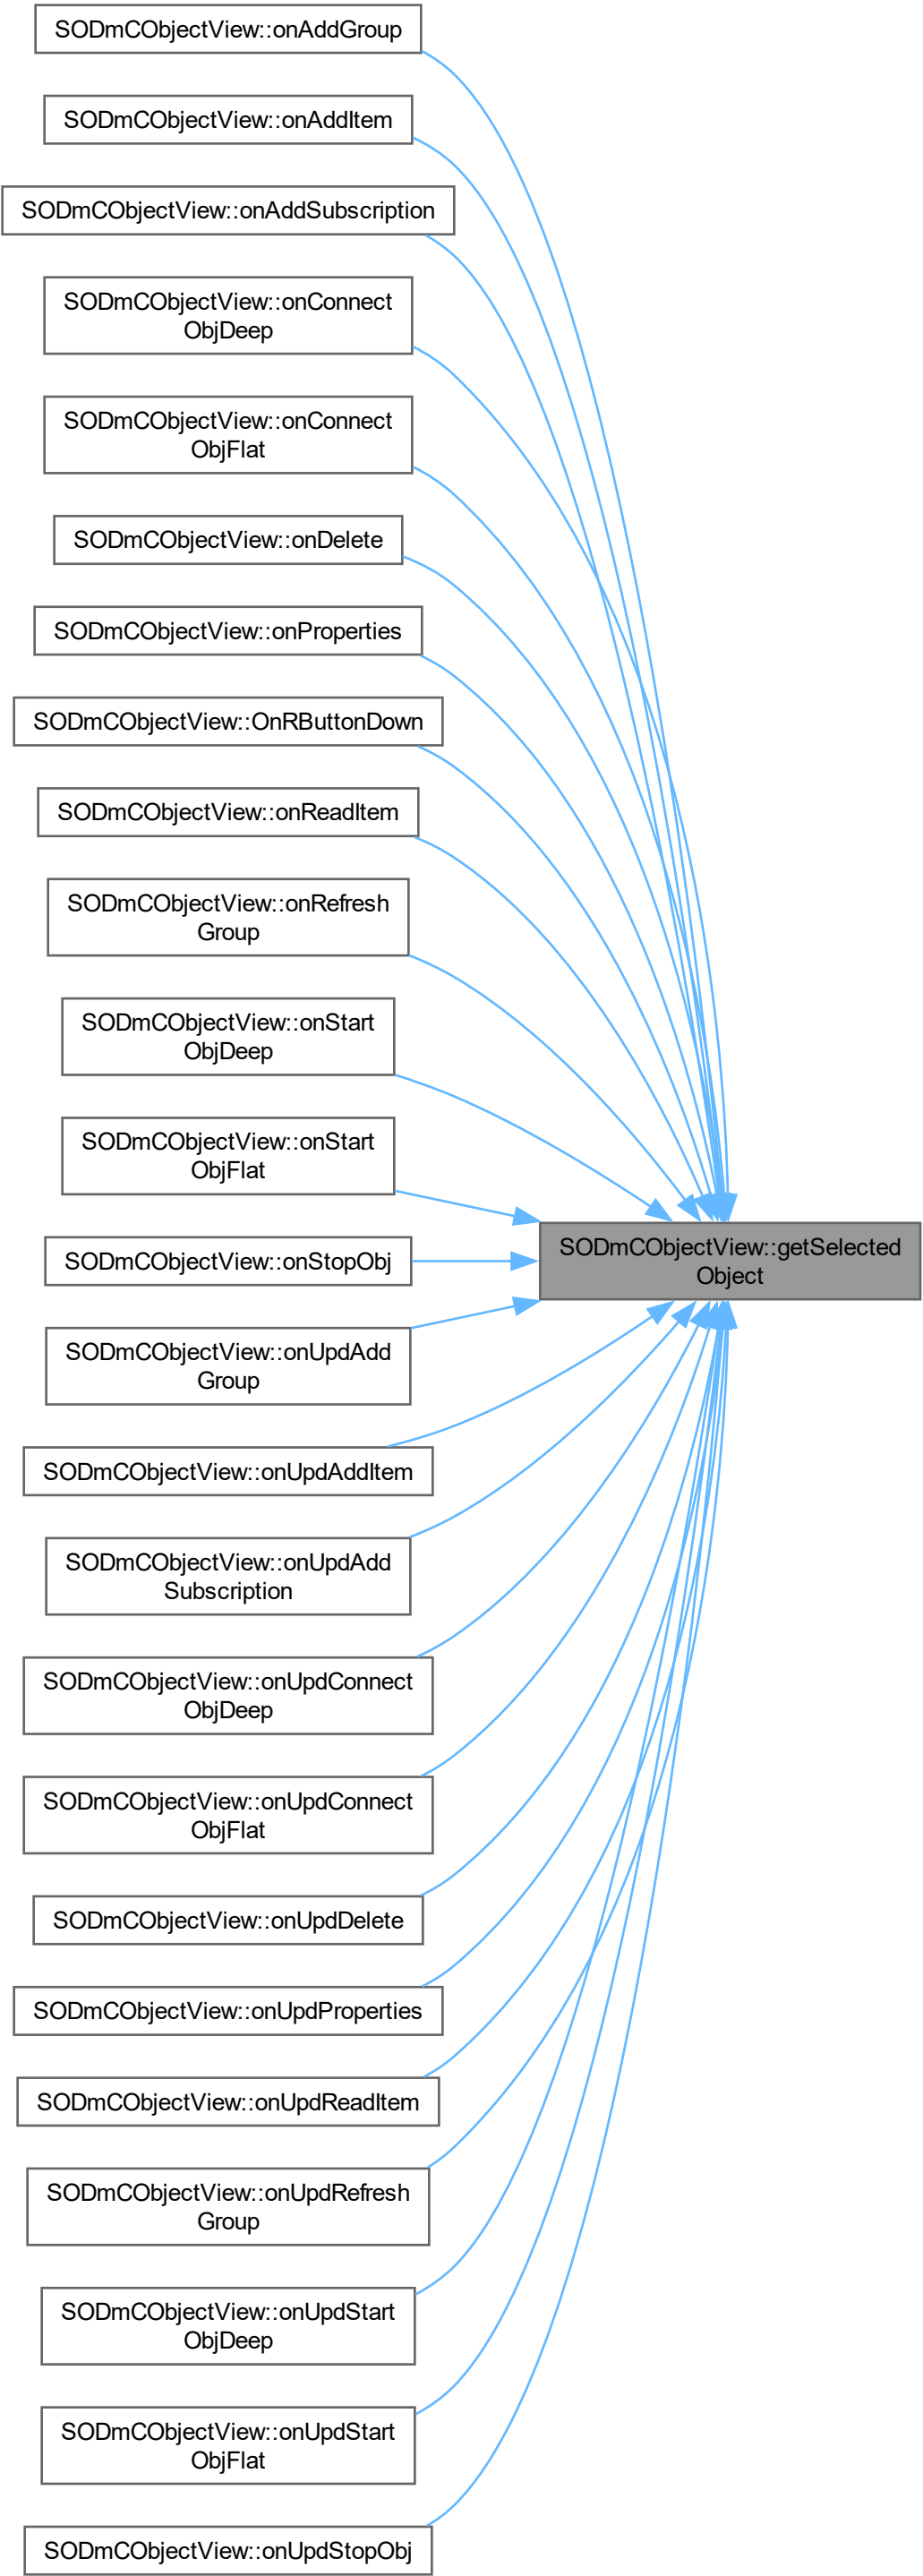 SODmCObjectView::onAddGroup
SODmCObjectView::onAddItem
SODmCObjectView::onAddSubscription
SODmCObjectView::onConnect
ObjDeep
SODmCObjectView::onConnect
ObjFlat
SODmCObjectView::onDelete
SODmCObjectView::onProperties
SODmCObjectView::OnRButtonDown
SODmCObjectView::onReadItem
SODmCObjectView::onRefresh
Group
SODmCObjectView::onStart
ObjDeep
SODmCObjectView::onStart
ObjFlat
SODmCObjectView::getSelected
Object
SODmCObjectView::onStopObj
SODmCObjectView::onUpdAdd
Group
SODmCObjectView::onUpdAddItem
SODmCObjectView::onUpdAdd
Subscription
SODmCObjectView::onUpdConnect
ObjDeep
SODmCObjectView::onUpdConnect
ObjFlat
SODmCObjectView::onUpdDelete
SODmCObjectView::onUpdProperties
SODmCObjectView::onUpdReadItem
SODmCObjectView::onUpdRefresh
Group
SODmCObjectView::onUpdStart
ObjDeep
SODmCObjectView::onUpdStart
ObjFlat
SODmCObjectView::onUpdStopObj